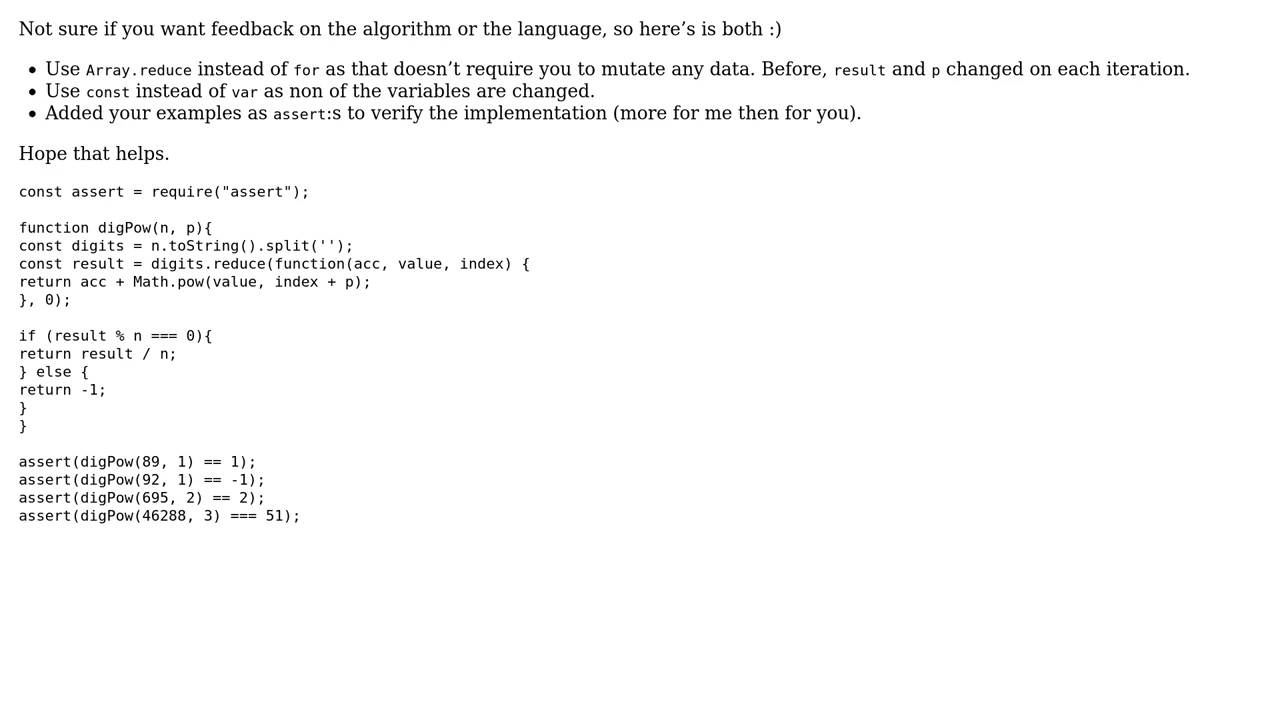 Not sure if you want feedback on the algorithm or the language, so here’s is both :)
Use Array.reduce instead of for as that doesn’t require you to mutate any data. Before, result and p changed on each iteration.
Use const instead of var as non of the variables are changed.
Added your examples as assert:s to verify the implementation (more for me then for you).
Hope that helps.
const assert = require("assert");
function digPow(n, p){
const digits = n.toString().split('');
const result = digits.reduce(function(acc, value, index) {
return acc + Math.pow(value, index + p);
}, 0);
if (result % n === 0){
return result / n;
} else {
return -1;
}
}
assert(digPow(89, 1) == 1);
assert(digPow(92, 1) == -1);
assert(digPow(695, 2) == 2);
assert(digPow(46288, 3) === 51);